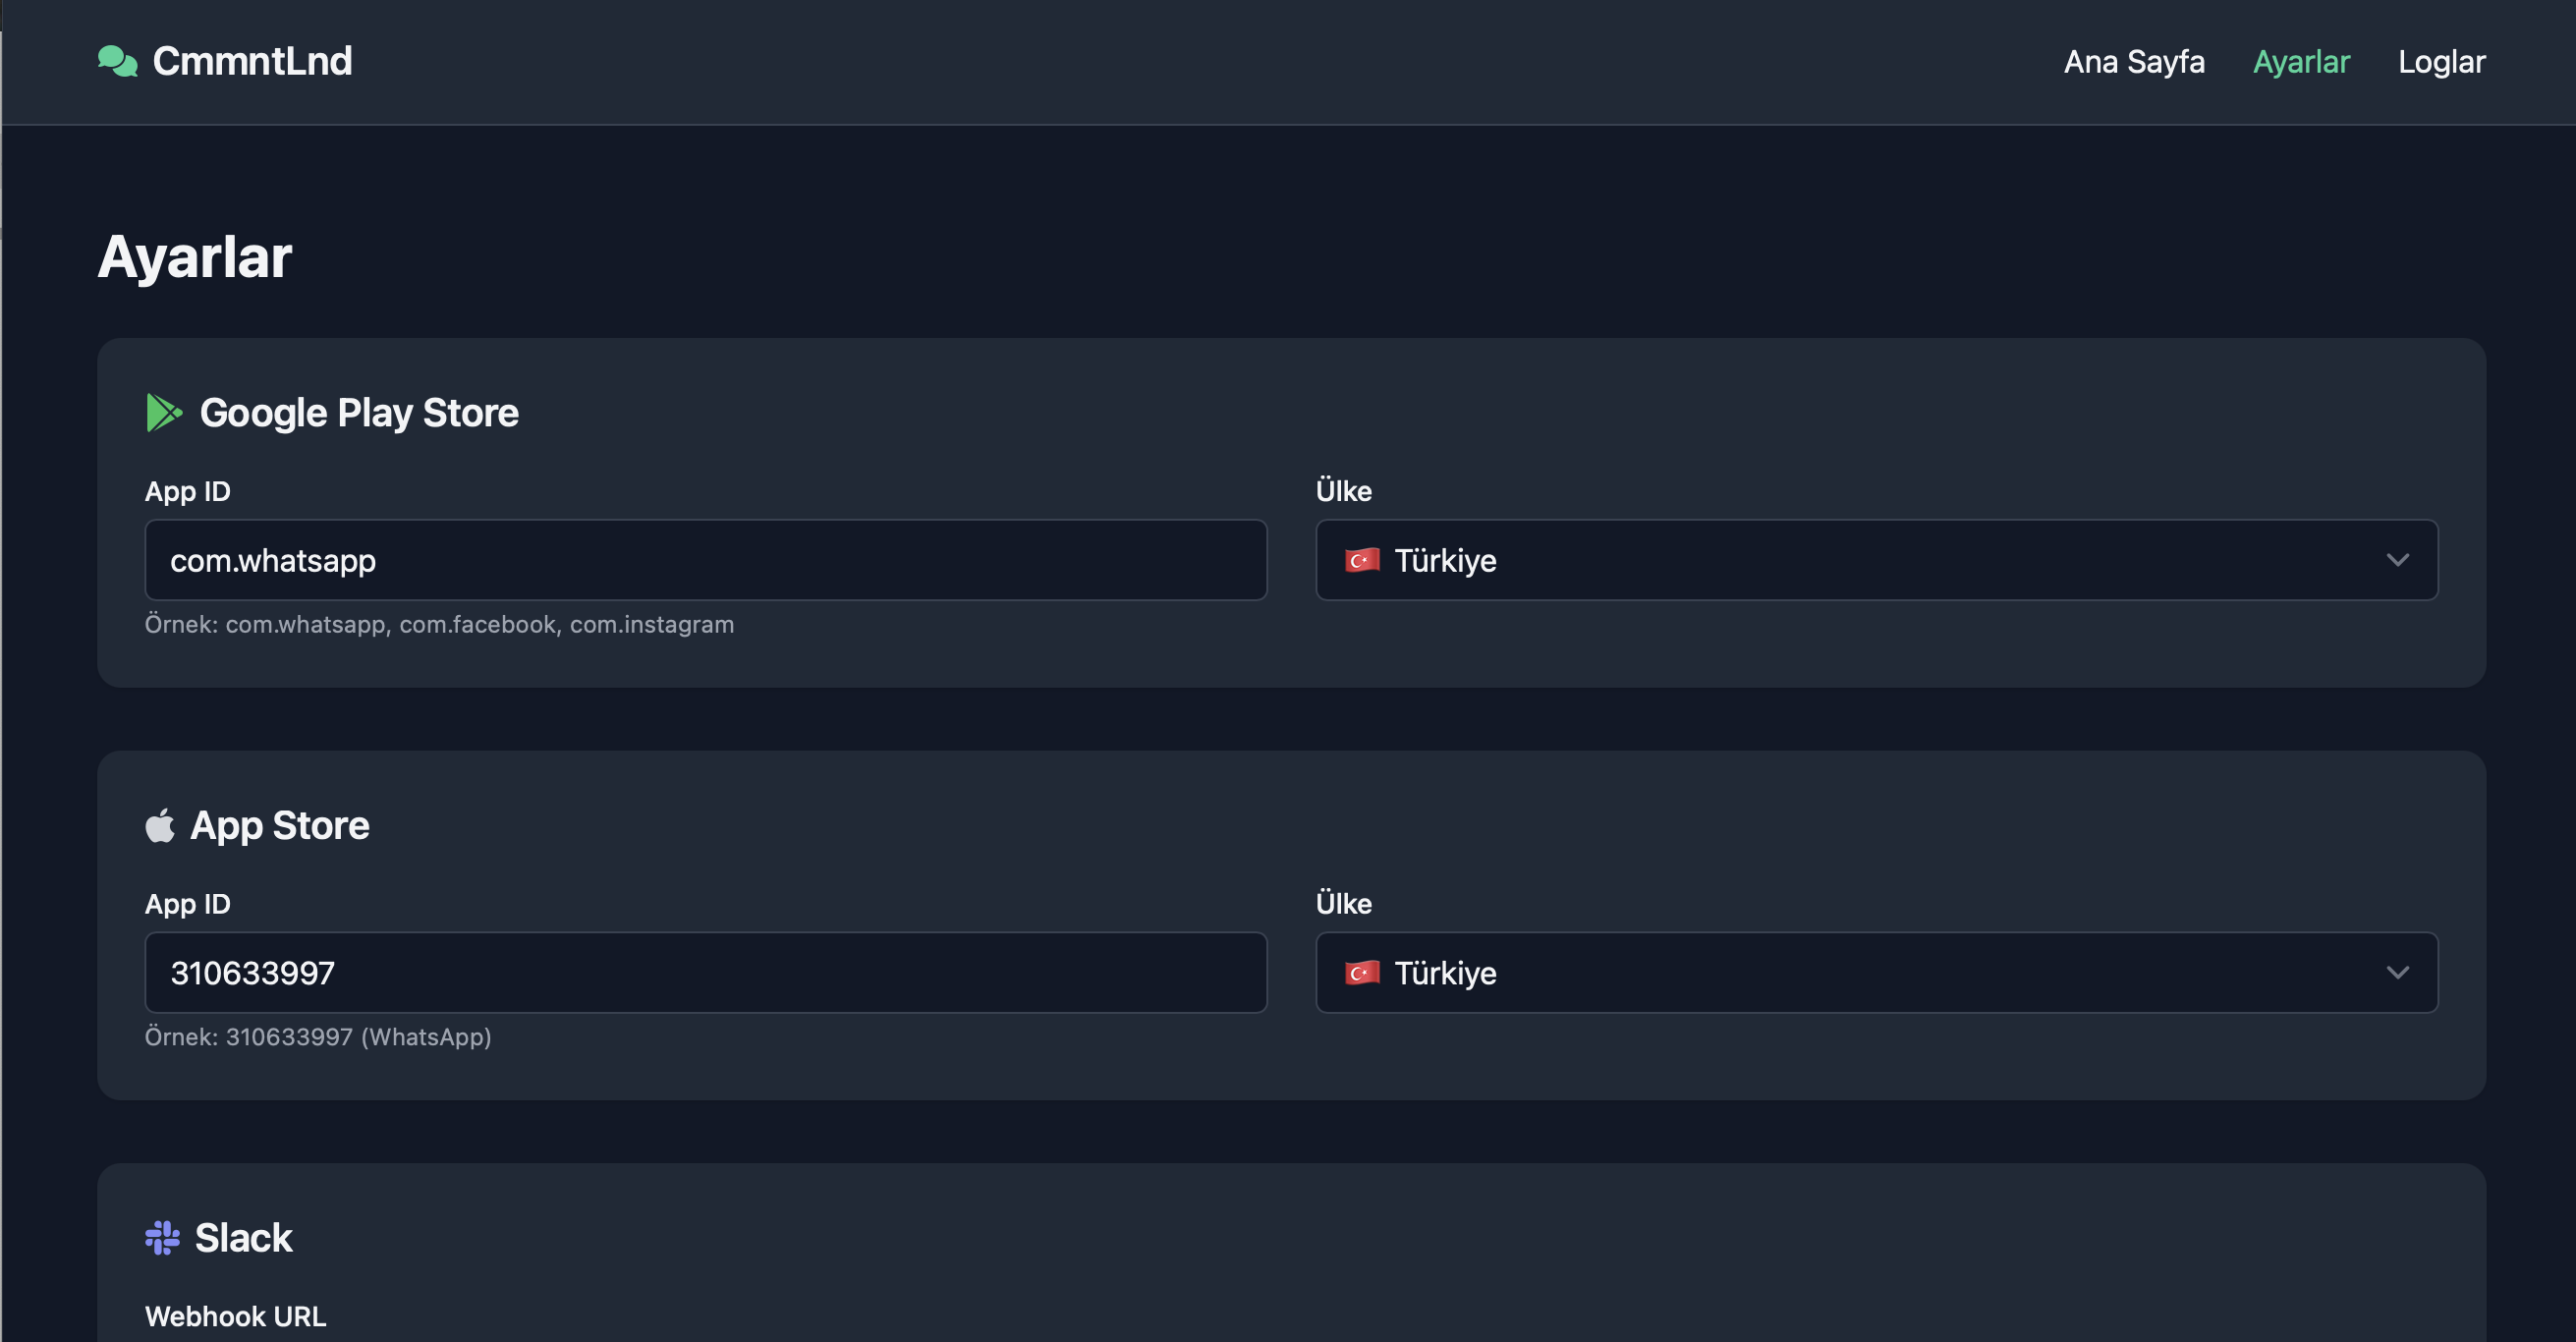 CmmntLnd
Ana Sayfa Ayarlar Loglar
Ayarlar
Google Play Store
App ID
com.whatsapp
Örnek: com.whatsapp, com.facebook, com.instagram
Ülke
Türkiye
App Store
App ID
310633997
Örnek: 310633997 (WhatsApp)
Ülke
Türkiye
Slack
Webhook URL